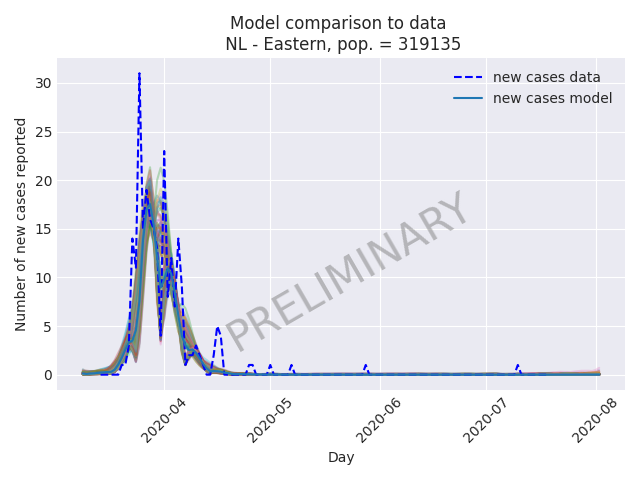 Model comparison to data
NL - Eastern, pop. = 319135
new cases data
new cases model
Number of new cases reported
30
25
20
15
10
5
0
PRELIMINARY
2020-04
2020-05
2020-06
2020-07
2020-08
Day